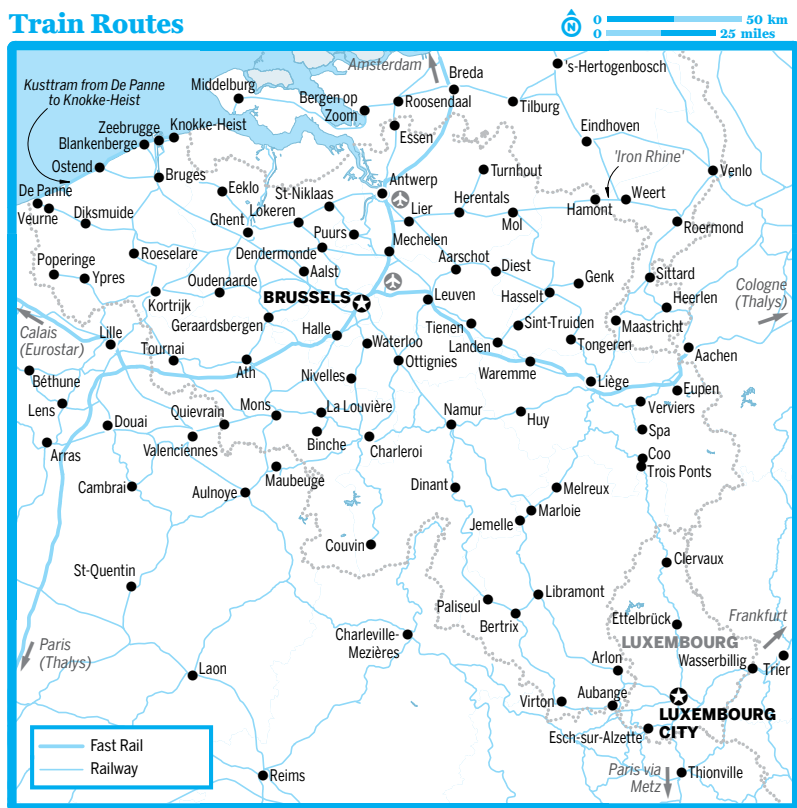 Train Routes
N
0 50 km
0 25 miles
Amsterdam
's-Hertogenbosch
Kusttram from De Panne
to Knokke-Heist
Middelburg
Breda
Bergen op
Zoom
Roosendaal
Tilburg
Zeebrugge
Knokke-Heist
Blankenberge
Essen
Eindhoven
Ostend
Bruges
Turnhout
'Iron Rhine'
Venlo
De Panne
Eeklo
Antwerp
St-Niklaas
Herentals
Hamont
Weert
Veurne
Diksmuide
Ghent
Lokeren
Lier
Mol
Roermond
Puurs
Mechelen
Roeselare
Dendermonde
Aarschot
Diest
Poperinge
Ypres
Aalst
Genk
Sittard
Oudenaarde
Kortrijk
BRUSSELS
Leuven
Hasselt
Heerlen
Cologne
(Thalys)
Calais
(Eurostar)
Lille
Geraardsbergen
Halle
Waterloo
Tienen
Sint-Truiden
Maastricht
Tournai
Ath
Ottignies
Landen
Tongeren
Aachen
Béthune
Nivelles
Waremme
Liège
Eupen
Lens
Douai
Quievrain
Mons
La Louvière
Namur
Huy
Verviers
Arras
Valenciennes
Binche
Charleroi
Spa
Coo
Trois Ponts
Cambrai
Aulnoye
Maubeuge
Dinant
Melreux
Marloie
Jemelle
Couvin
Clervaux
St-Quentin
Paliseul
Libramont
Bertrix
Ettelbrück
Frankfurt
Paris
(Thalys)
Charleville-
Mezières
LUXEMBOURG
Laon
Arlon
Wasserbillig
Trier
Virton
Aubange
LUXEMBOURG
CITY
Esch-sur-Alzette
Fast Rail
Railway
Reims
Paris via
Metz
Thionville